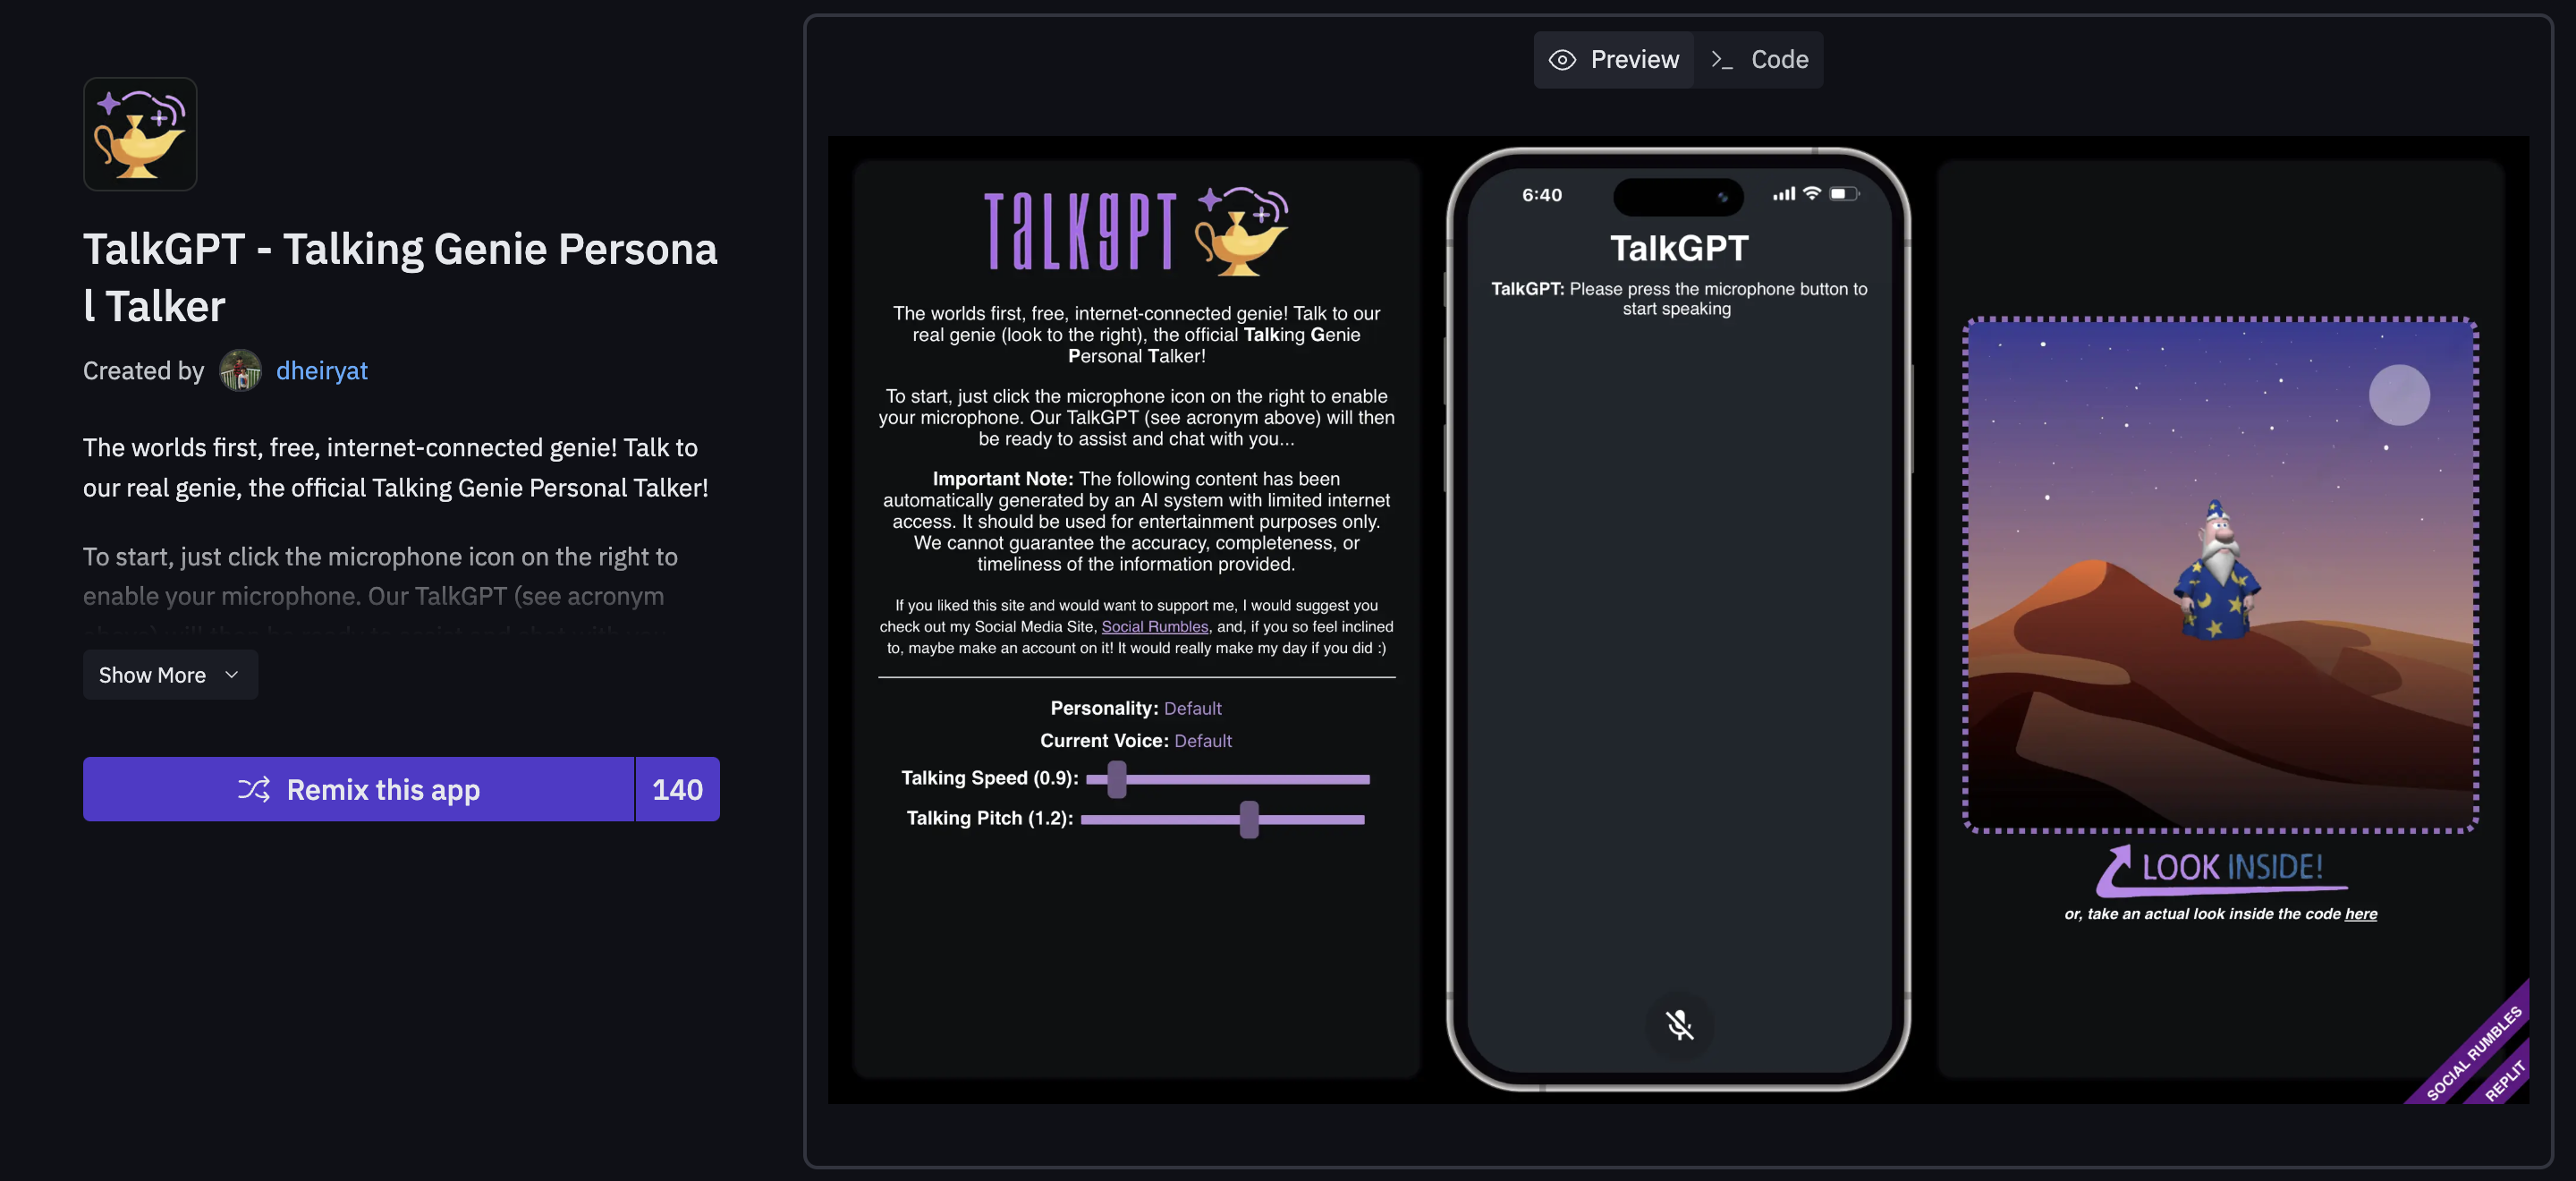 TalkGPT - Talking Genie Persona
l Talker
Created by dheiryat
The worlds first, free, internet-connected genie! Talk to
our real genie, the official Talking Genie Personal Talker!
To start, just click the microphone icon on the right to
enable your microphone. Our TalkGPT (see acronym
above) will then be ready to assist and chat with you...
Show More
Remix this app 140
Preview >_ Code
TalkgPT
The worlds first, free, internet-connected genie! Talk to our
real genie (look to the right), the official Talking Genie
Personal Talker!
To start, just click the microphone icon on the right to enable
your microphone. Our TalkGPT (see acronym above) will then
be ready to assist and chat with you...
Important Note: The following content has been
automatically generated by an AI system with limited internet
access. It should be used for entertainment purposes only.
We cannot guarantee the accuracy, completeness, or
timeliness of the information provided.
If you liked this site and would want to support me, I would suggest you
check out my Social Media Site, Social Rumbles, and, if you so feel inclined
to, maybe make an account on it! It would really make my day if you did :)
Personality: Default
Current Voice: Default
Talking Speed (0.9):
Talking Pitch (1.2):
6:40
TalkGPT
TalkGPT: Please press the microphone button to
start speaking
LOOK INSIDE!
or, take an actual look inside the code here
SOCIAL RUMBLES
REPLIT